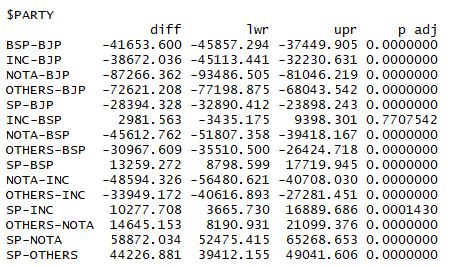 $PARTY
diff lwr upr p adj
BSP-BJP -41653.600 -45857.294 -37449.905 0.0000000
INC-BJP -38672.036 -45113.441 -32230.631 0.0000000
NOTA-BJP -87266.362 -93486.505 -81046.219 0.0000000
OTHERS-BJP -72621.208 -77198.875 -68043.542 0.0000000
SP-BJP -28394.328 -32890.412 -23898.243 0.0000000
INC-BSP 2981.563 -3435.175 9398.301 0.7707542
NOTA-BSP -45612.762 -51807.358 -39418.167 0.0000000
OTHERS-BSP -30967.609 -35510.500 -26424.718 0.0000000
SP-BSP 13259.272 8798.599 17719.945 0.0000000
NOTA-INC -48594.326 -56480.621 -40708.030 0.0000000
OTHERS-INC -33949.172 -40616.893 -27281.451 0.0000000
SP-INC 10277.708 3665.730 16889.686 0.0001430
OTHERS-NOTA 14645.153 8190.931 21099.376 0.0000000
SP-NOTA 58872.034 52475.415 65268.653 0.0000000
SP-OTHERS 44226.881 39412.155 49041.606 0.0000000